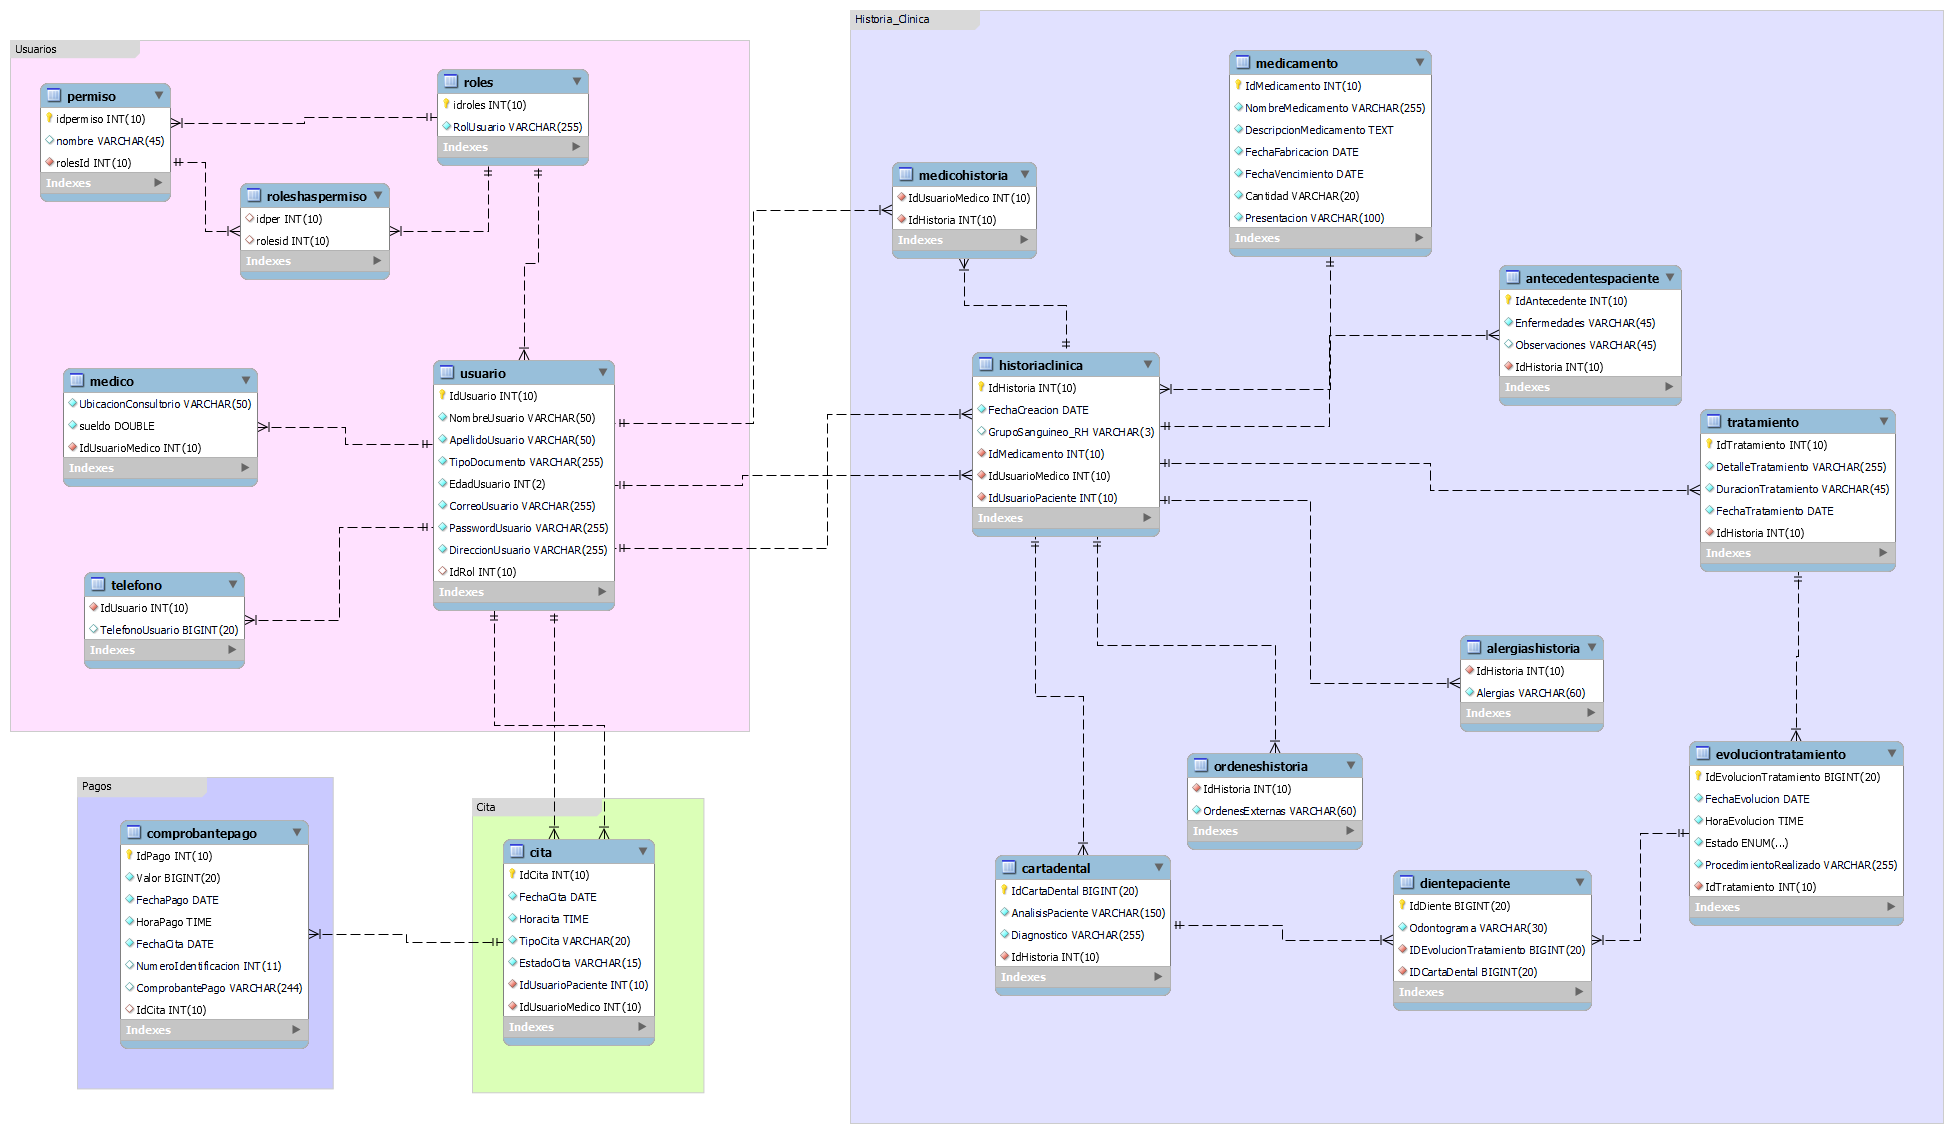 Usuarios
permiso
idpermiso INT(10)
nombre VARCHAR(45)
rolesId INT(10)
Indexes
roles
idroles INT(10)
RolUsuario VARCHAR(255)
Indexes
roleshaspermiso
idper INT(10)
rolesid INT(10)
Indexes
medico
UbicacionConsultorio VARCHAR(50)
sueldo DOUBLE
IdUsuarioMedico INT(10)
Indexes
usuario
IdUsuario INT(10)
NombreUsuario VARCHAR(50)
ApellidoUsuario VARCHAR(50)
TipoDocumento VARCHAR(255)
EdadUsuario INT(2)
CorreoUsuario VARCHAR(255)
PasswordUsuario VARCHAR(255)
DireccionUsuario VARCHAR(255)
IdRol INT(10)
Indexes
telefono
IdUsuario INT(10)
TelefonoUsuario BIGINT(20)
Indexes
Pagos
comprobantepago
IdPago INT(10)
Valor BIGINT(20)
FechaPago DATE
HoraPago TIME
FechaCita DATE
NumeroIdentificacion INT(11)
ComprobantePago VARCHAR(244)
IdCita INT(10)
Indexes
Cita
cita
IdCita INT(10)
FechaCita DATE
Horacita TIME
TipoCita VARCHAR(20)
EstadoCita VARCHAR(15)
IdUsuarioPaciente INT(10)
IdUsuarioMedico INT(10)
Indexes
Historia_Clinica
medicohistoria
IdUsuarioMedico INT(10)
IdHistoria INT(10)
Indexes
medicamento
IdMedicamento INT(10)
NombreMedicamento VARCHAR(255)
DescripcionMedicamento TEXT
FechaFabricacion DATE
FechaVencimiento DATE
Cantidad VARCHAR(20)
Presentacion VARCHAR(100)
Indexes
antecedentespaciente
IdAntecedente INT(10)
Enfermedades VARCHAR(45)
Observaciones VARCHAR(45)
IdHistoria INT(10)
Indexes
historiaclinica
IdHistoria INT(10)
FechaCreacion DATE
GrupoSanguineo_RH VARCHAR(3)
IdMedicamento INT(10)
IdUsuarioMedico INT(10)
IdUsuarioPaciente INT(10)
Indexes
tratamiento
IdTratamiento INT(10)
DetalleTratamiento VARCHAR(255)
DuracionTratamiento VARCHAR(45)
FechaTratamiento DATE
IdHistoria INT(10)
Indexes
alergiashistoria
IdHistoria INT(10)
Alergias VARCHAR(60)
Indexes
ordeneshistoria
IdHistoria INT(10)
OrdenesExternas VARCHAR(60)
Indexes
evoluciontratamiento
IdEvolucionTratamiento BIGINT(20)
FechaEvolucion DATE
HoraEvolucion TIME
Estado ENUM(...)
ProcedimientoRealizado VARCHAR(255)
IdTratamiento INT(10)
Indexes
cartadental
IdCartaDental BIGINT(20)
AnalisisPaciente VARCHAR(150)
Diagnostico VARCHAR(255)
IdHistoria INT(10)
Indexes
dientepaciente
IdDiente BIGINT(20)
Odontograma VARCHAR(30)
IDEvolucionTratamiento BIGINT(20)
IDCartaDental BIGINT(20)
Indexes